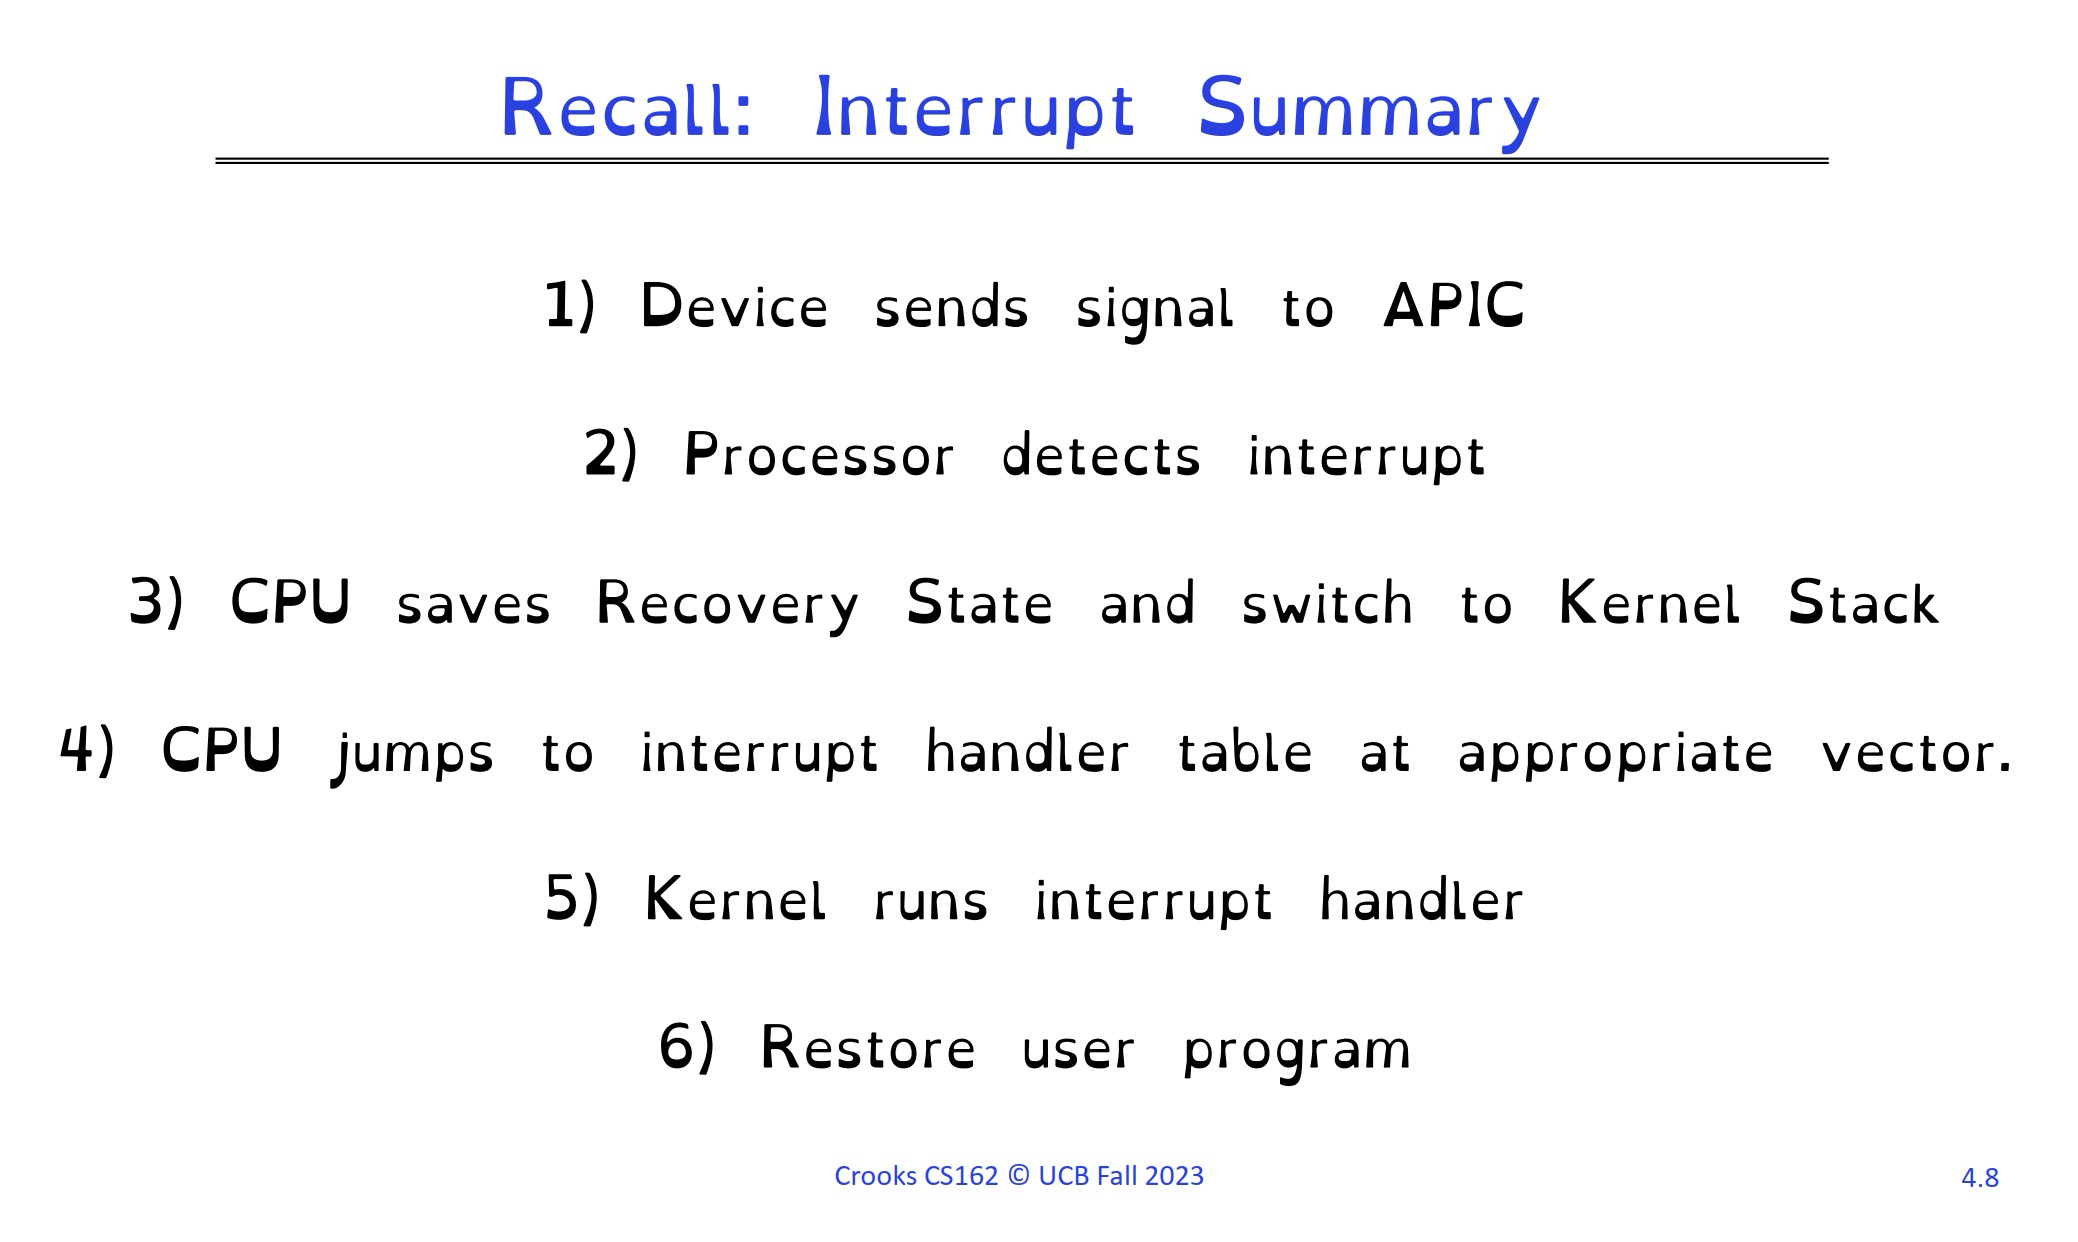 Recall: Interrupt Summary
1) Device sends signal to APIC
2) Processor detects interrupt
3) CPU saves Recovery State and switch to Kernel Stack
4) CPU jumps to interrupt handler table at appropriate vector.
5) Kernel runs interrupt handler
6) Restore user program
Crooks CS162 © UCB Fall 2023
4.8